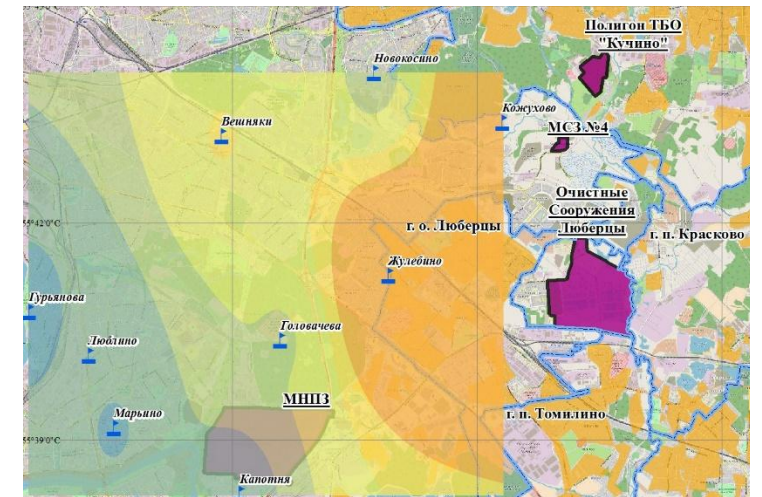 Полигон ТБО
"Кучино"
Новокосино
Кожухово
Вешняки
МСЗ №4
Очистные
Сооружения
Люберцы
55°42'0"С
г. о. Люберцы
г. п. Красково
Жулебино
Гурьянова
Головачева
Люблино
МНПЗ
Марьино
г. п. Томилино
55°39'0"С
Капотня